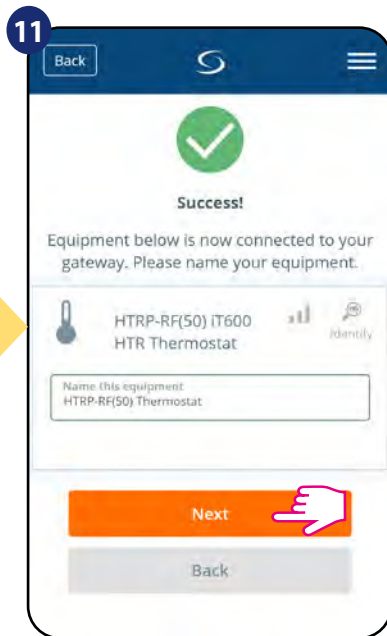 11
Back
Success!
Equipment below is now connected to your
gateway. Please name your equipment.
HTRP-RF(50) iT600
HTR Thermostat
Identify
Name this equipment
HTRP-RF(50) Thermostat
Next
Back